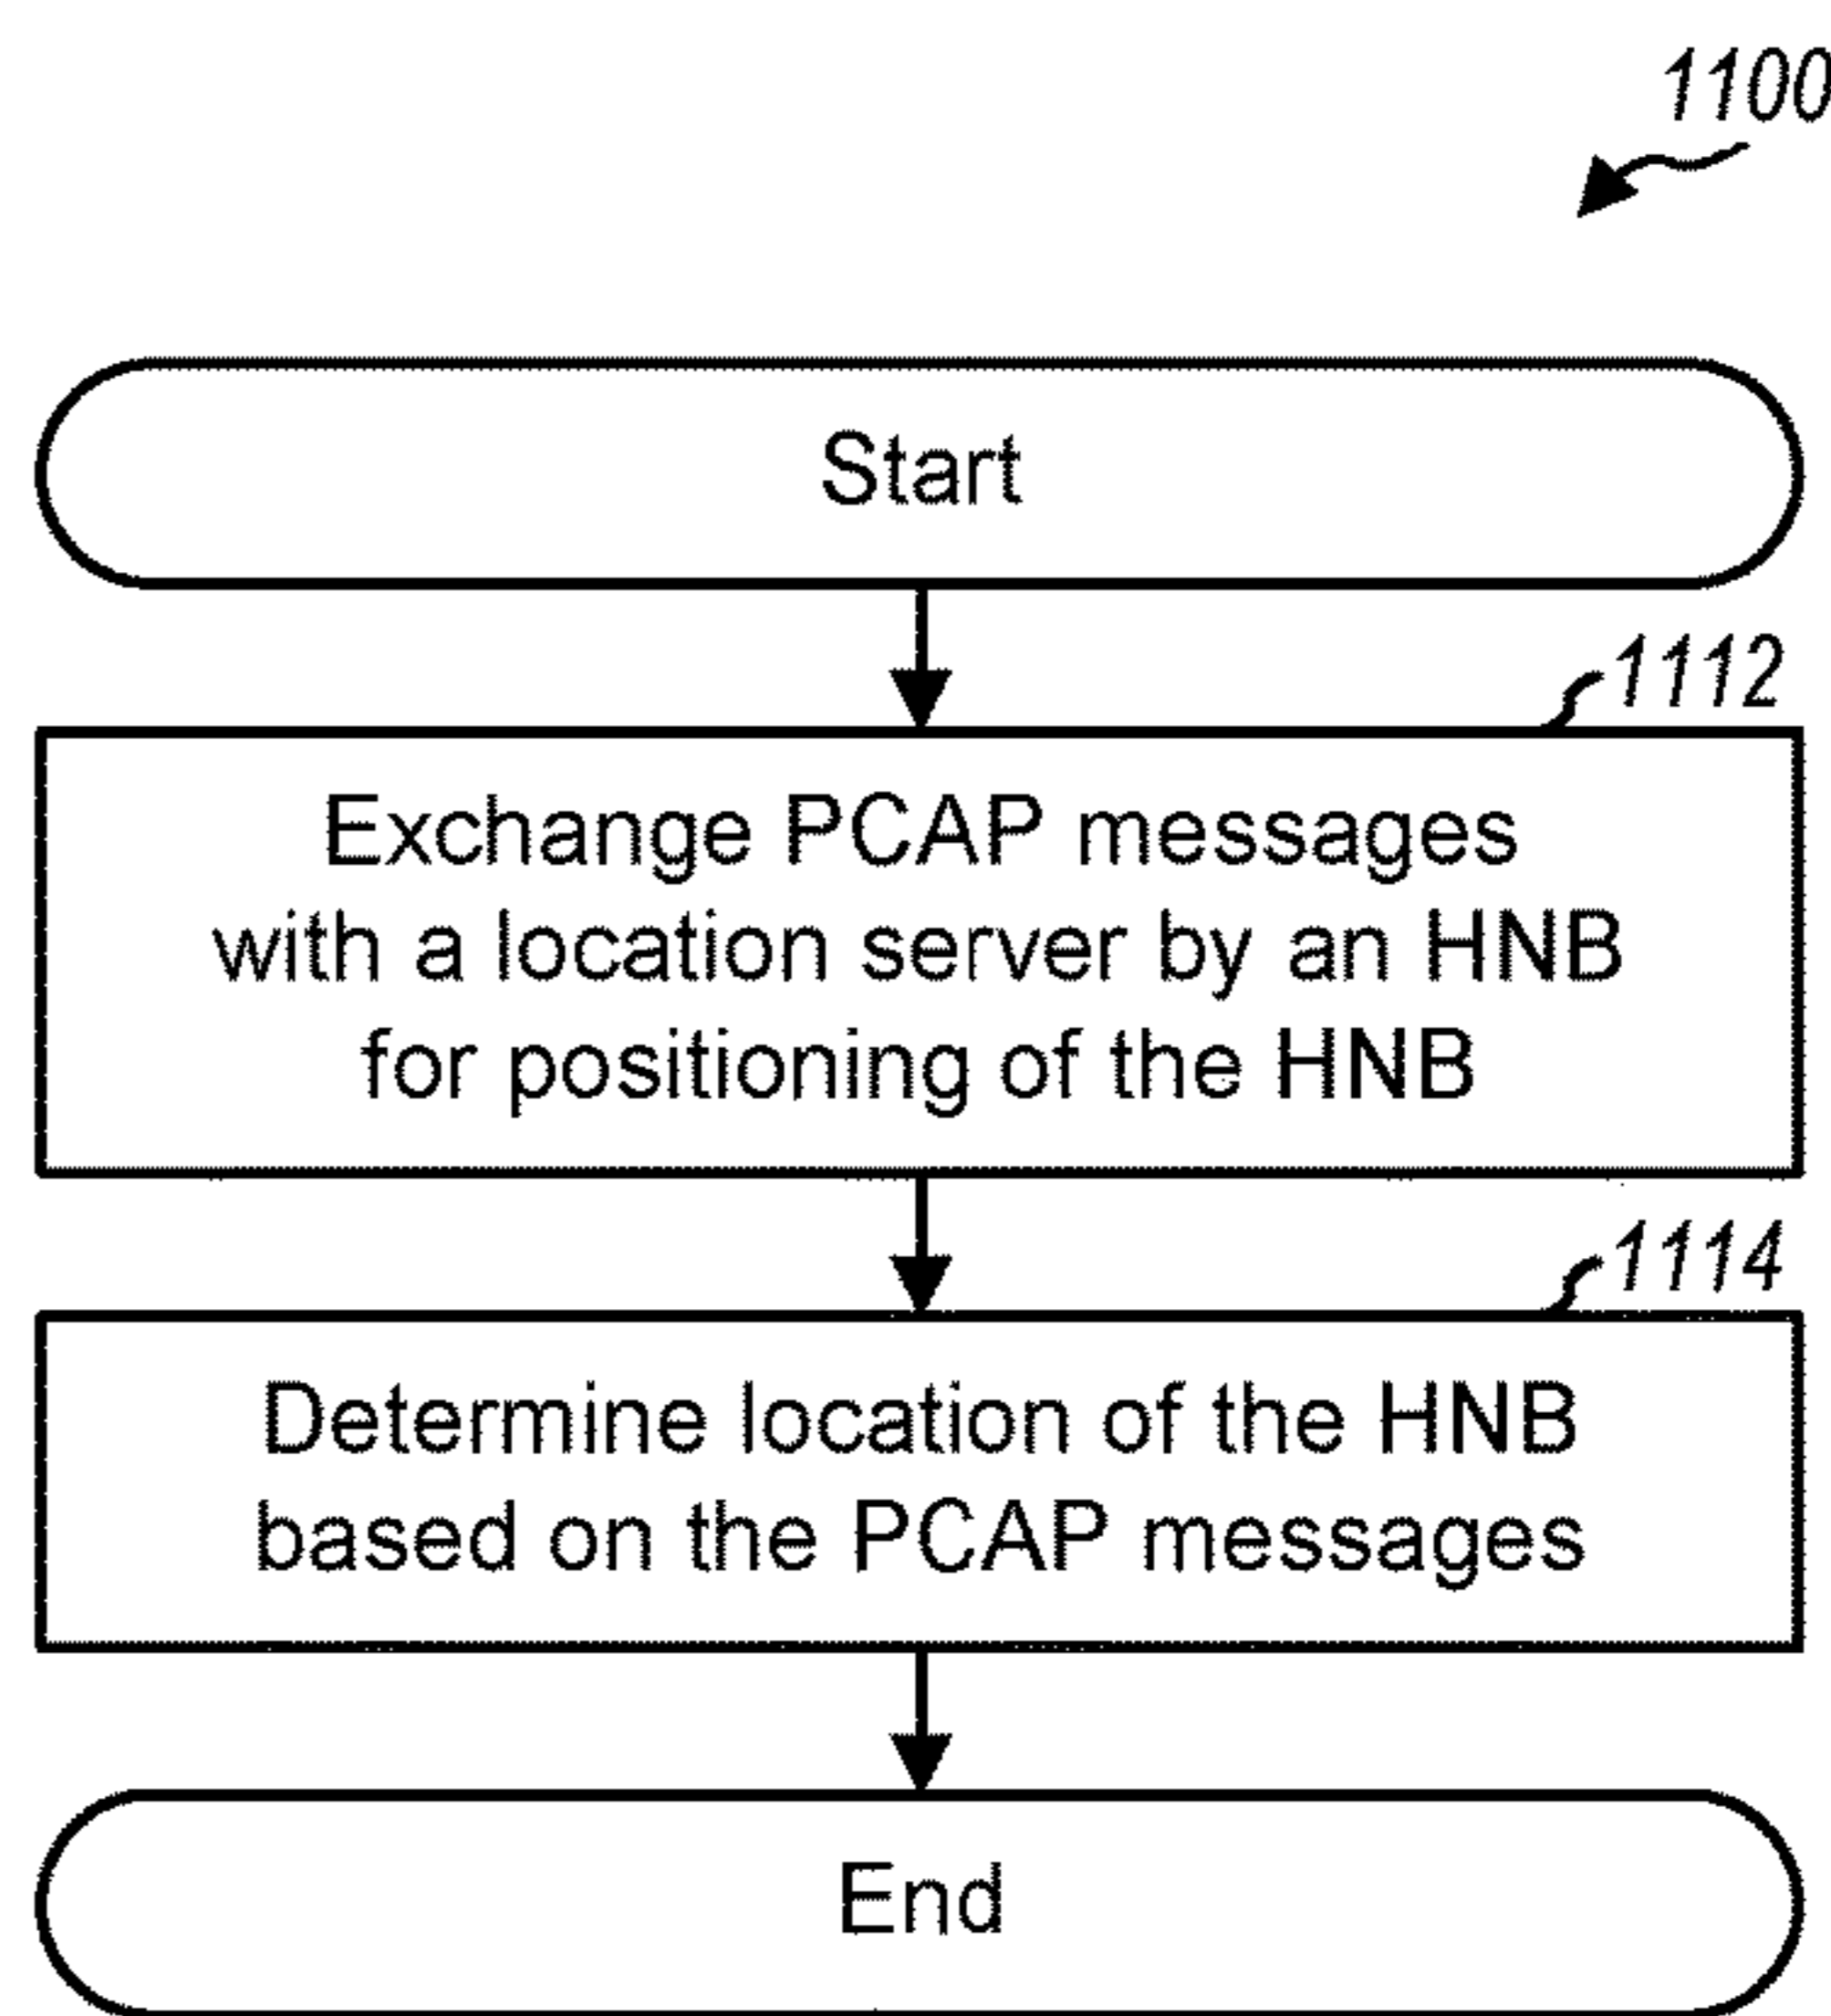 1100
Start
1112
Exchange PCAP messages
with a location server by an HNB
for positioning of the HNB
1114
Determine location of the HNB
based on the PCAP messages
End